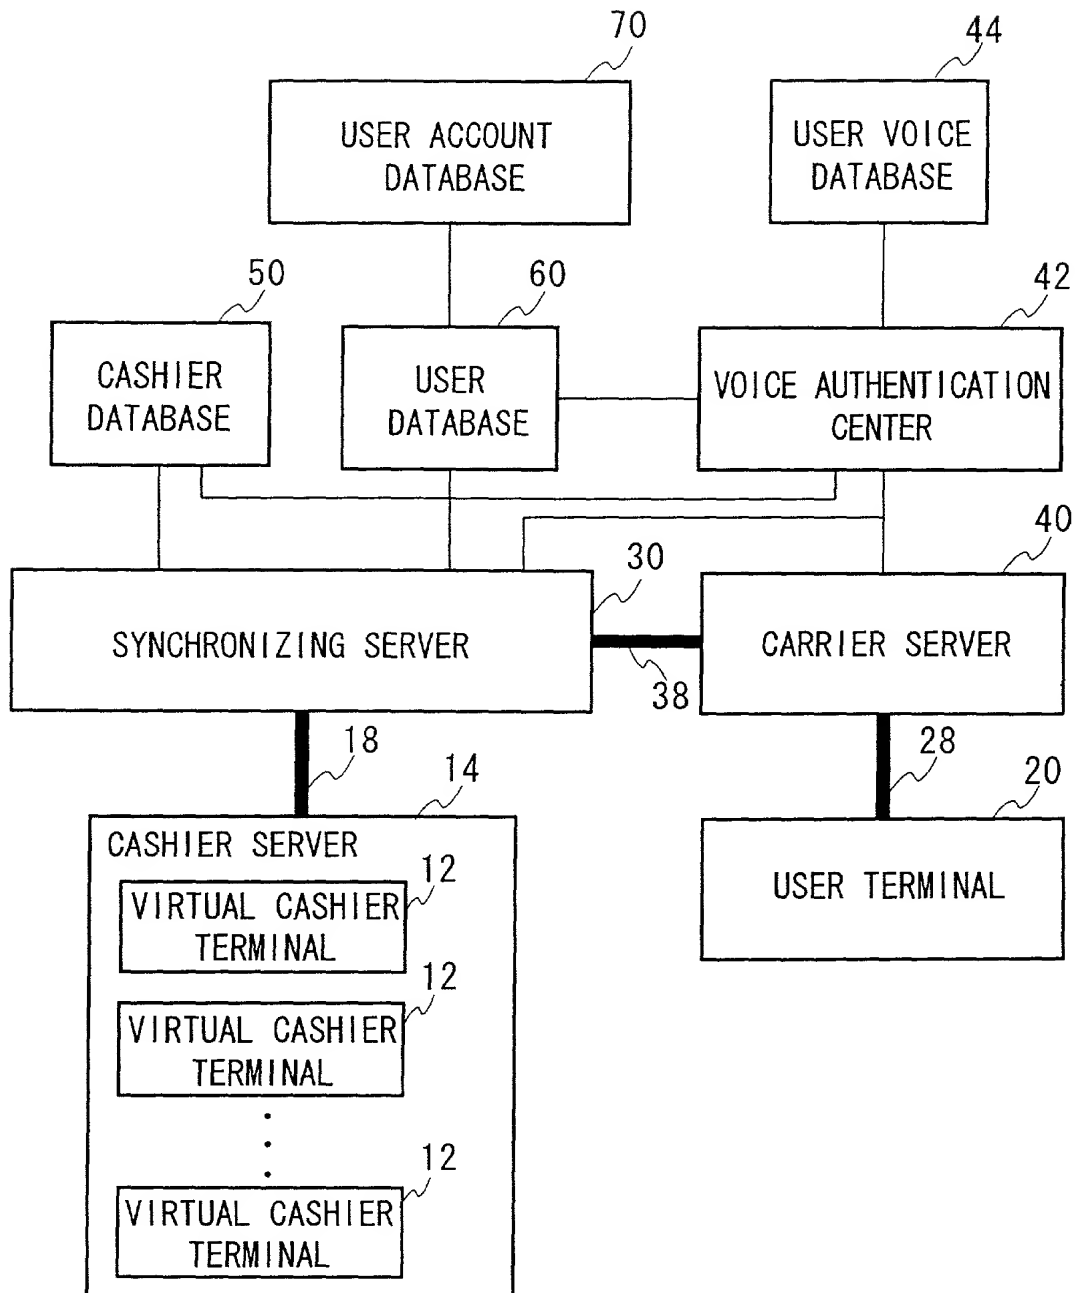 70
44
USER ACCOUNT
DATABASE
USER VOICE
DATABASE
50
60
42
CASHIER
DATABASE
USER
DATABASE
VOICE AUTHENTICATION
CENTER
30
40
SYNCHRONIZING SERVER
CARRIER SERVER
38
18
28
14
20
CASHIER SERVER
12
VIRTUAL CASHIER
TERMINAL
USER TERMINAL
12
VIRTUAL CASHIER
TERMINAL
12
VIRTUAL CASHIER
TERMINAL